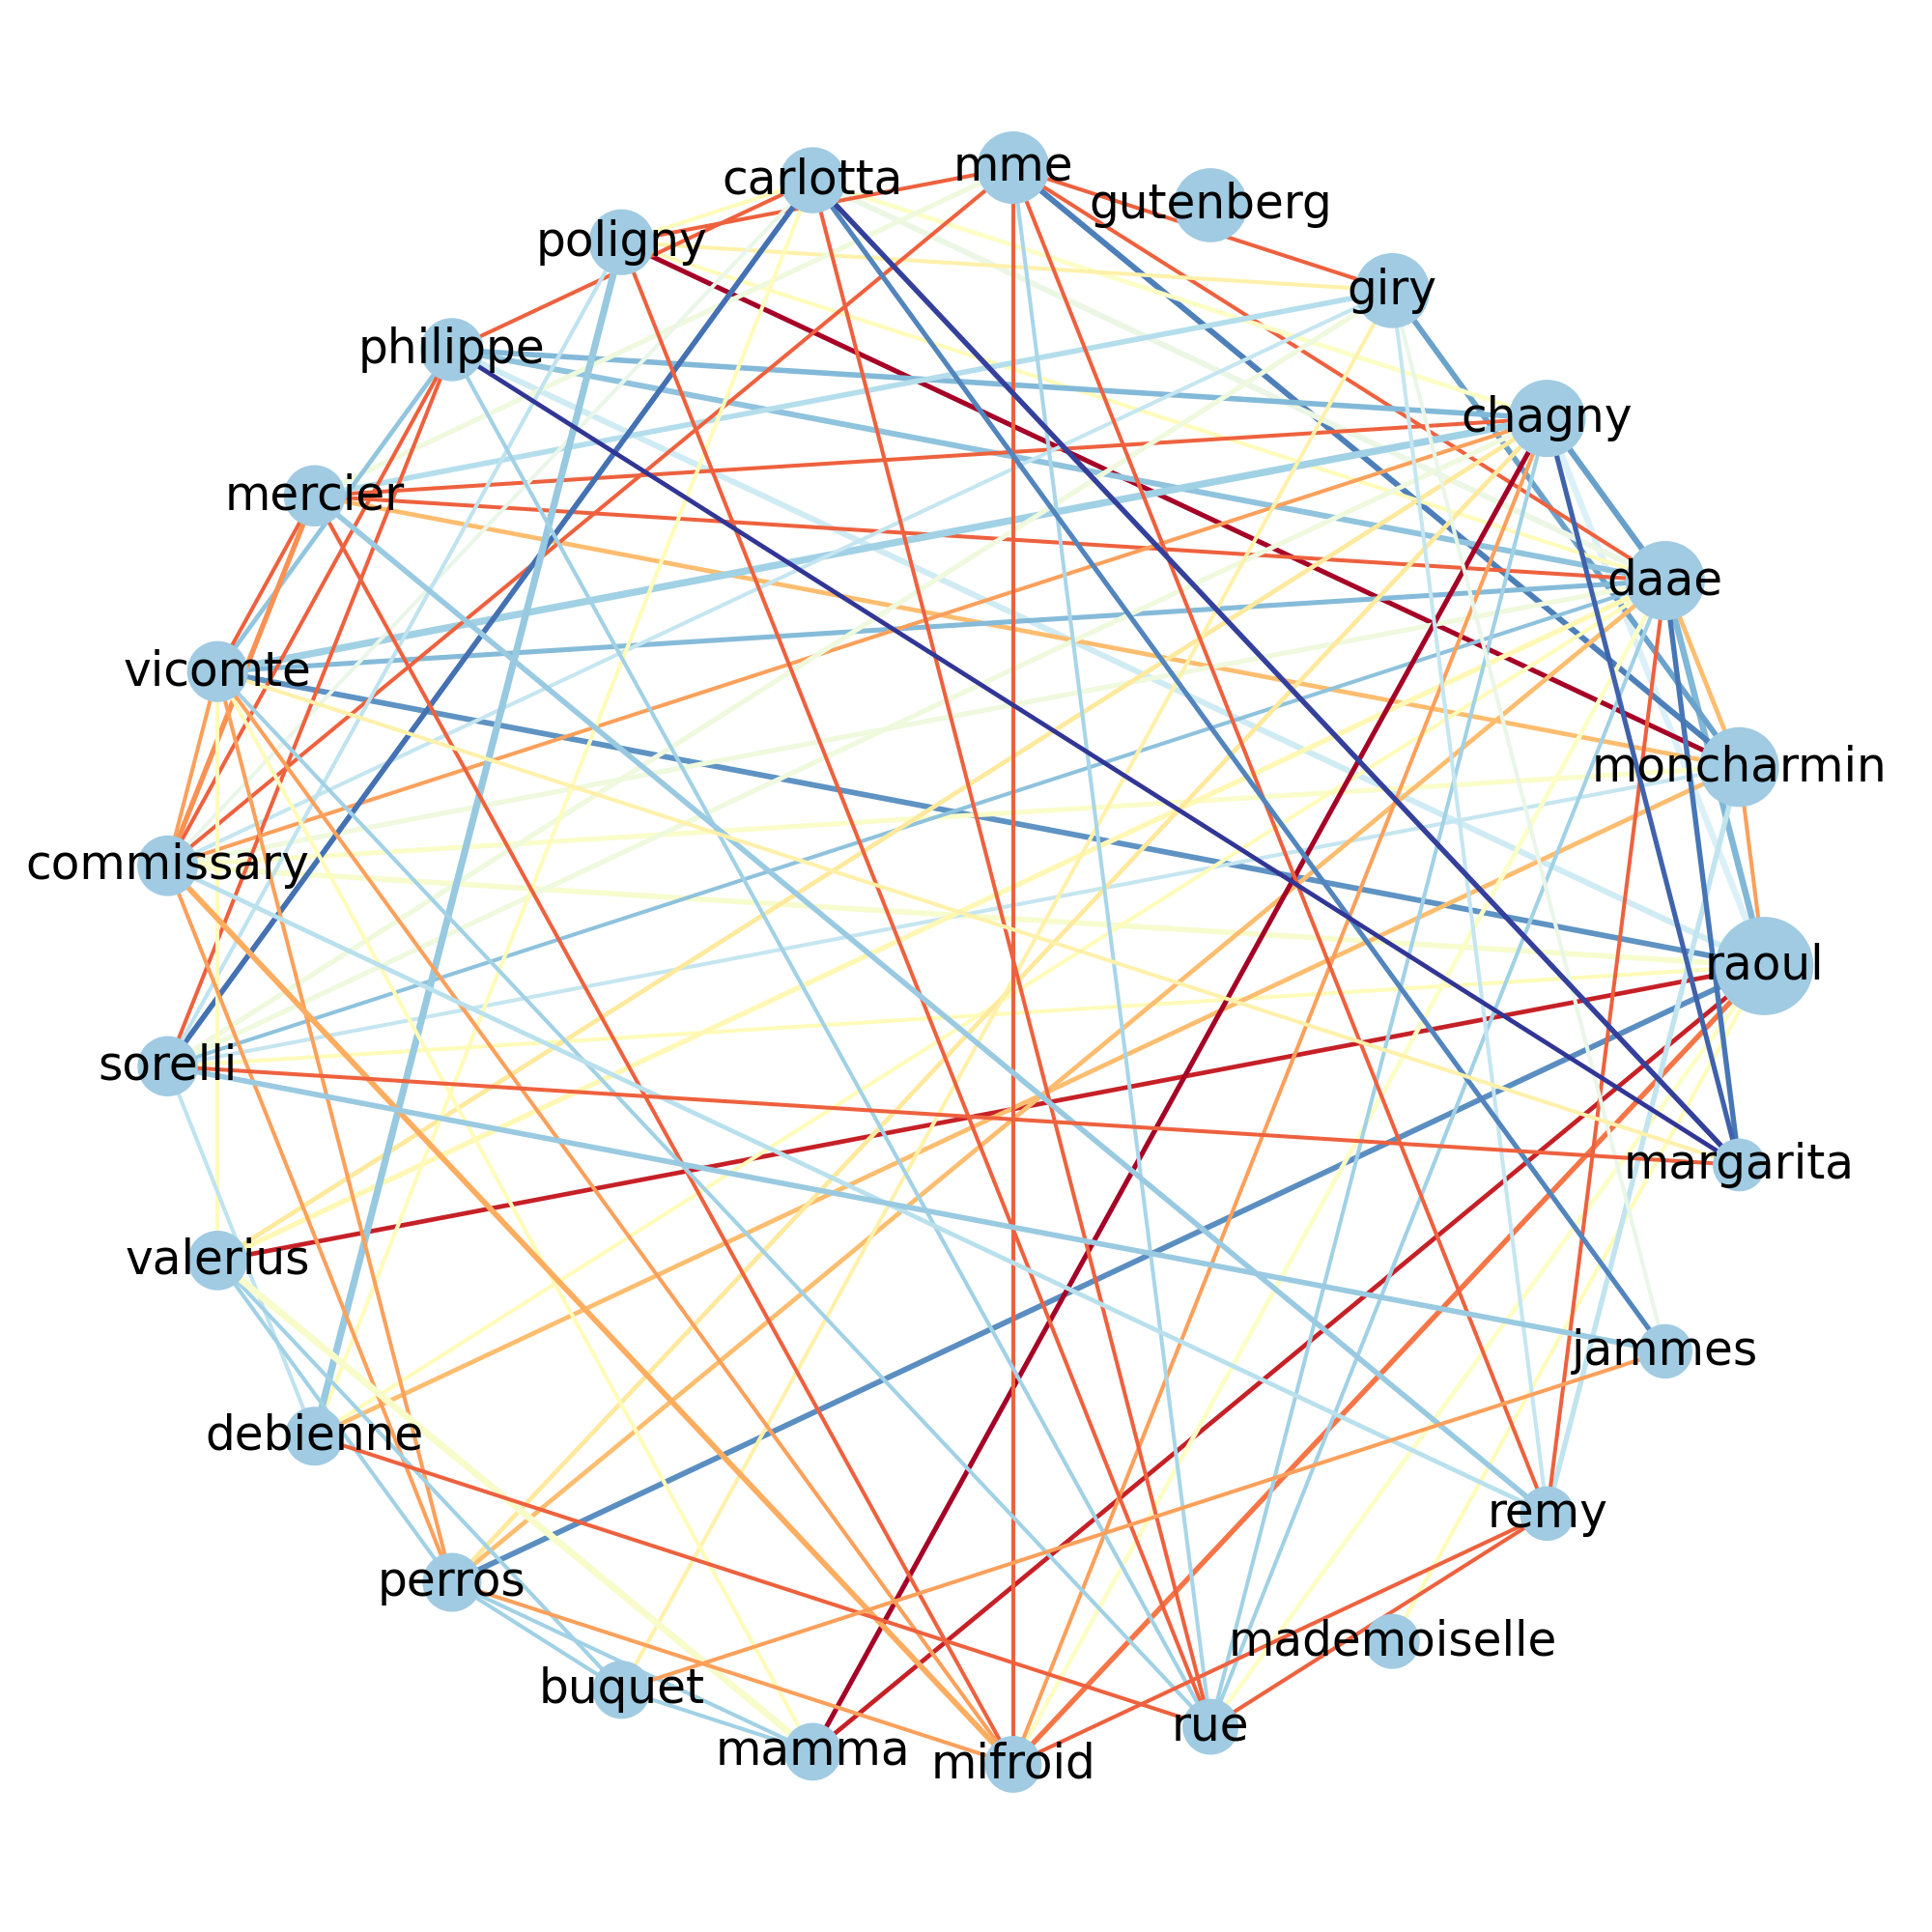 mme
carlotta
gutenberg
poligny
giry
philippe
chagny
mercier
daae
vicomte
moncharmin
commissary
raoul
sorelli
margarita
valerius
jammes
debienne
remy
perros
mademoiselle
buquet
rue
mamma
mifroid